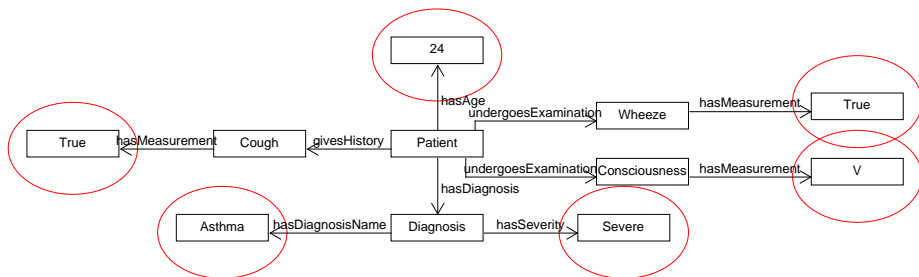 24
hasAge
undergoesExamination
Wheeze
hasMeasurement
True
True
hasMeasurement
Cough
givesHistory
Patient
undergoesExamination
Consciousness
hasMeasurement
V
hasDiagnosis
Asthma
hasDiagnosisName
Diagnosis
hasSeverity
Severe